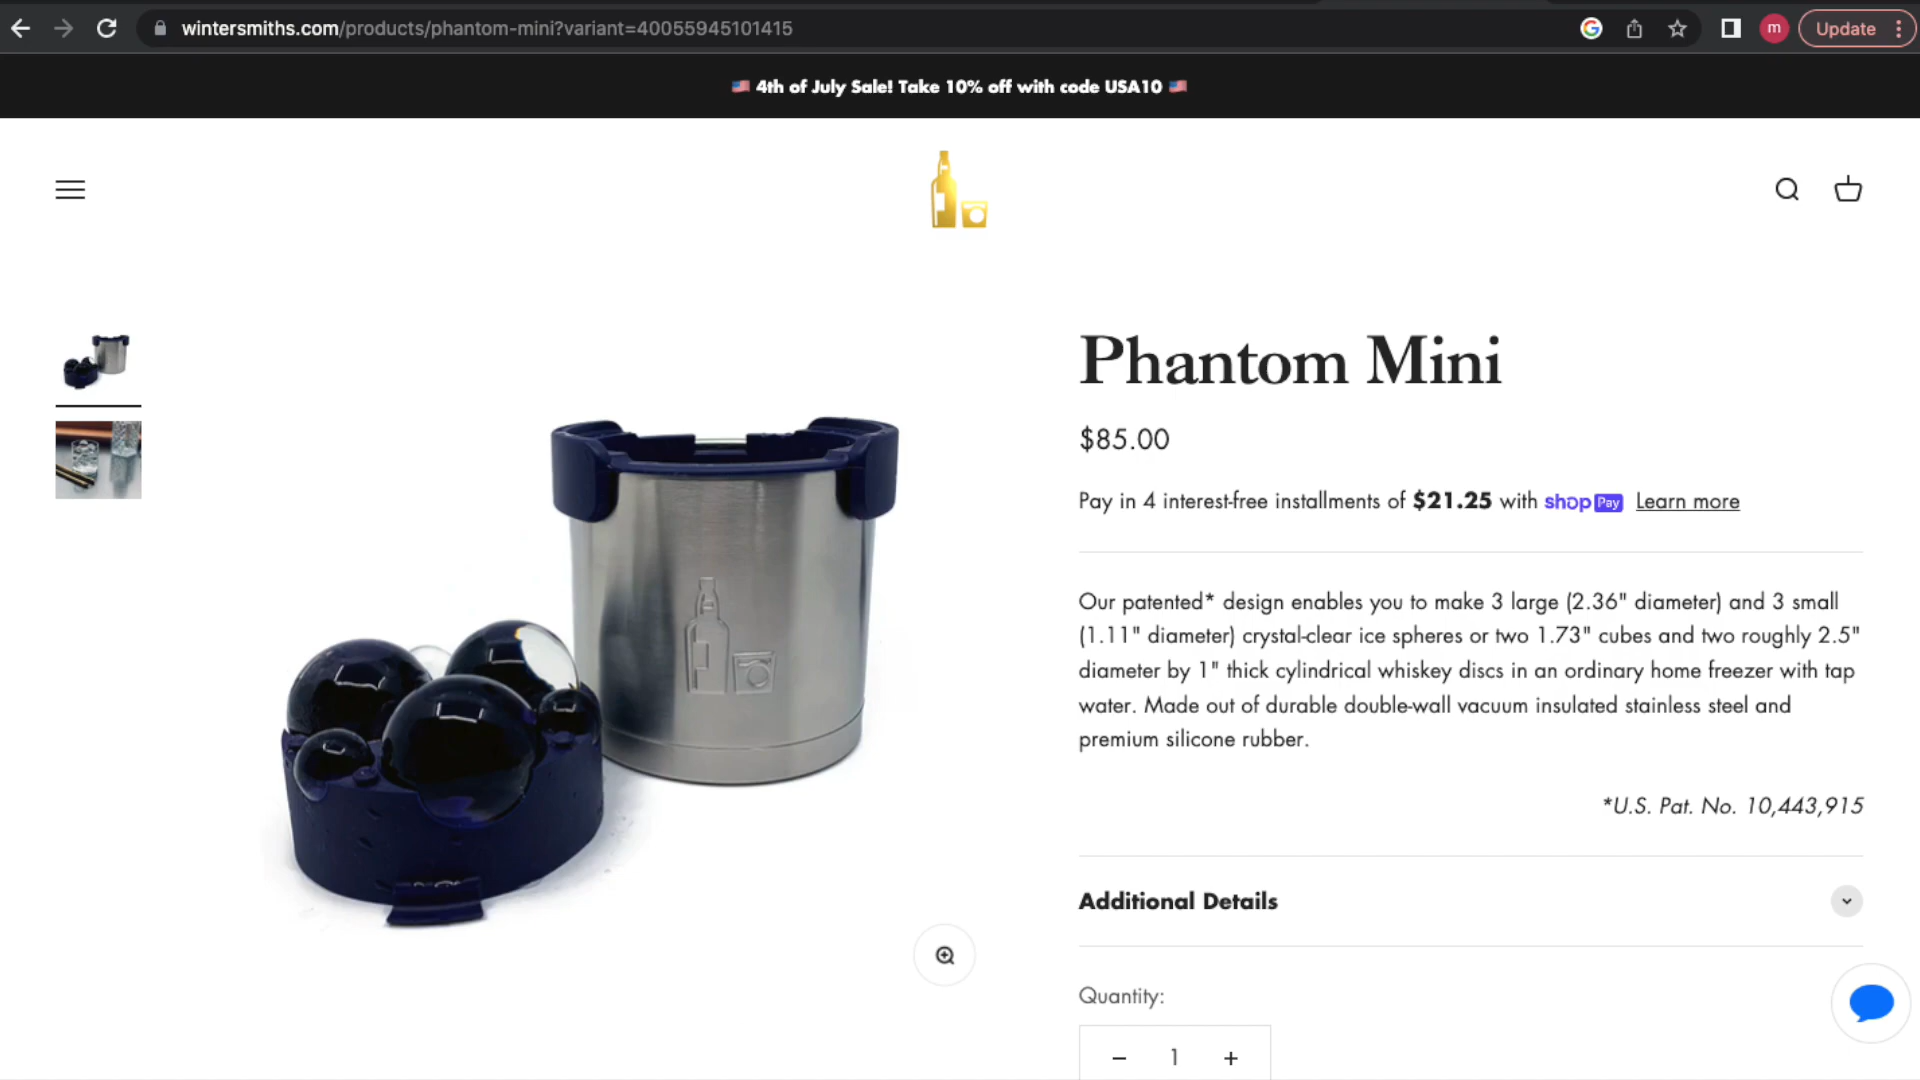 wintersmiths.com/products/phantom-mini?variant=40055945101415
m
Update
🇺🇸 4th of July Sale! Take 10% off with code USA10 🇺🇸
Phantom Mini
$85.00
Pay in 4 interest-free installments of $21.25 with shop Pay Learn more
Our patented* design enables you to make 3 large (2.36" diameter) and 3 small
(1.11" diameter) crystal-clear ice spheres or two 1.73" cubes and two roughly 2.5"
diameter by 1" thick cylindrical whiskey discs in an ordinary home freezer with tap
water. Made out of durable double-wall vacuum insulated stainless steel and
premium silicone rubber.
*U.S. Pat. No. 10,443,915
Additional Details
Quantity:
− 1 +